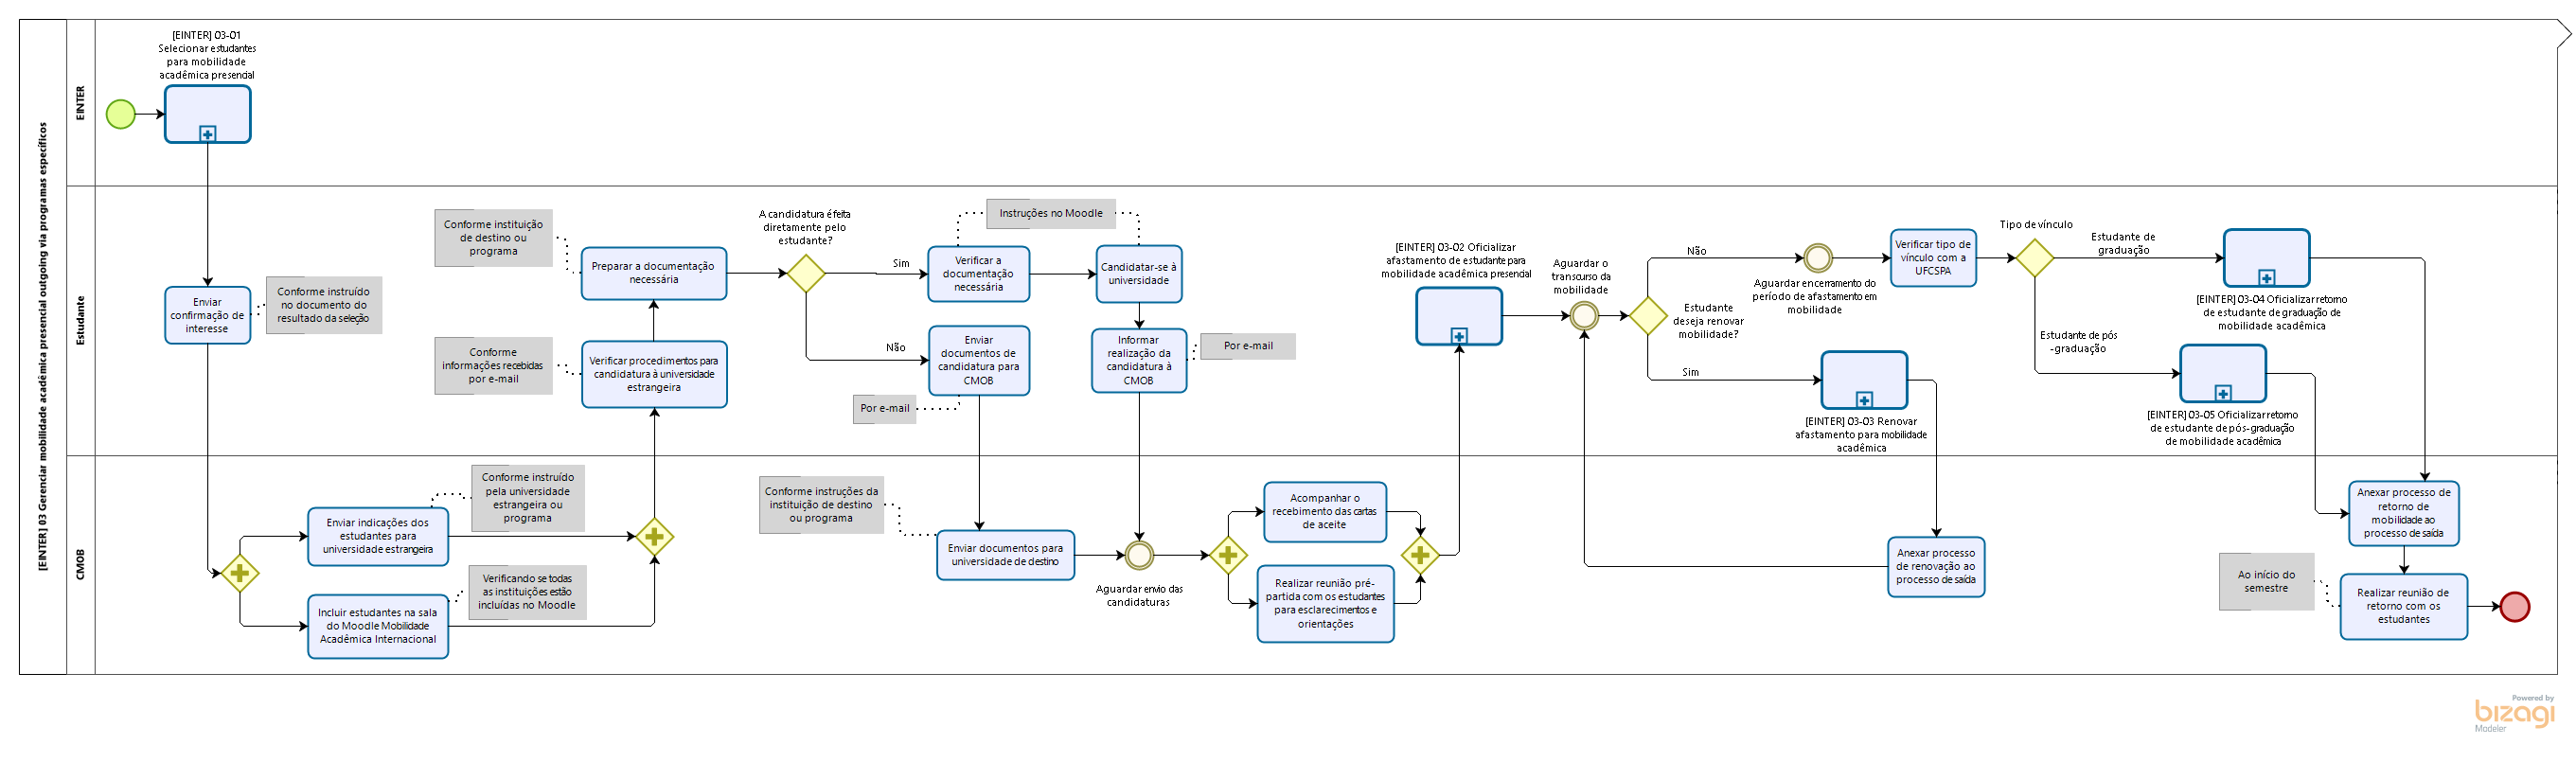 [EINTER] 03 Gerenciar mobilidade acadêmica presencial outgoing via programas específicos
EINTER
[EINTER] 03-01
Selecionar estudantes
para mobilidade
acadêmica presencial
Estudante
Enviar
confirmação de
interesse
Conforme instruído
no documento do
resultado da seleção
Conforme instituição
de destino ou
programa
Preparar a documentação
necessária
Conforme
informações recebidas
por e-mail
Verificar procedimentos para
candidatura à universidade
estrangeira
A candidatura é feita
diretamente pelo
estudante?
Sim
Não
Verificar a
documentação
necessária
Instruções no Moodle
Candidatar-se à
universidade
Enviar
documentos de
candidatura para
CMOB
Por e-mail
Informar
realização da
candidatura à
CMOB
Por e-mail
[EINTER] 03-02 Oficializar
afastamento de estudante para
mobilidade acadêmica presencial
Aguardar o
transcurso da
mobilidade
Estudante
deseja renovar
mobilidade?
Não
Sim
Aguardar encerramento do
período de afastamento em
mobilidade
Verificar tipo de
vínculo com a
UFCSPA
Tipo de vínculo
Estudante de
graduação
Estudante de pós
-graduação
[EINTER] 03-04 Oficializar retorno
de estudante de graduação de
mobilidade acadêmica
[EINTER] 03-05 Oficializar retorno
de estudante de pós-graduação
de mobilidade acadêmica
[EINTER] 03-03 Renovar
afastamento para mobilidade
acadêmica
CMOB
Conforme instruído
pela universidade
estrangeira ou
programa
Enviar indicações dos
estudantes para
universidade estrangeira
Verificando se todas
as instituições estão
incluídas no Moodle
Incluir estudantes na sala
do Moodle Mobilidade
Acadêmica Internacional
Conforme instruções da
instituição de destino
ou programa
Enviar documentos para
universidade de destino
Aguardar envio das
candidaturas
Acompanhar o
recebimento das cartas
de aceite
Realizar reunião pré-
partida com os estudantes
para esclarecimentos e
orientações
Anexar processo
de renovação ao
processo de saída
Anexar processo de
retorno de
mobilidade ao
processo de saída
Ao início do
semestre
Realizar reunião de
retorno com os
estudantes
Powered by
bizagi
Modeler